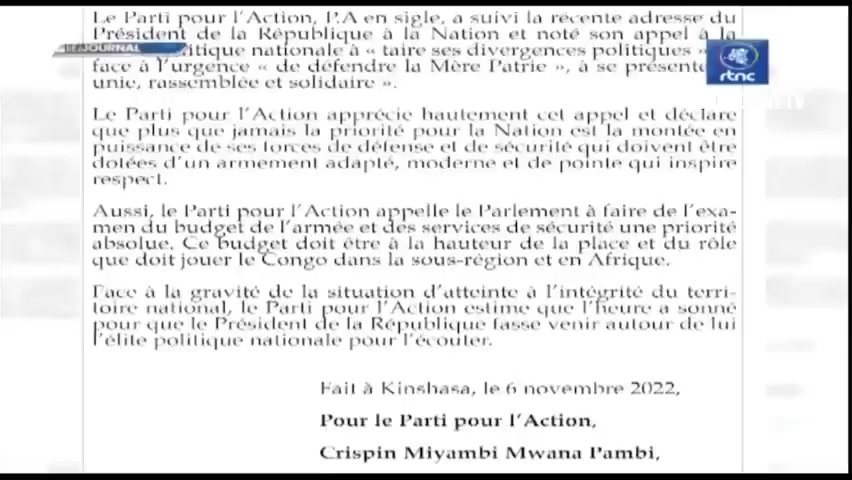 Le Parti pour l'Action, P.A en sigle, a suivi la récente adresse du
Président de la République à la Nation et noté son appel à la
LE JOURNAL
itique nationale à « taire ses divergences politiques »
face à l'urgence « de défendre la Mère Patrie », à se présente
unie, rassemblée et solidaire ».
rtnc
Le Parti pour l'Action apprécie hautement cet appel et déclare
que plus que jamais la priorité pour la Nation est la montée en
puissance de ses forces de défense et de sécurité qui doivent être
dotées d'un armement adapté, moderne et de pointe qui inspire
respect.
Aussi, le Parti pour l'Action appelle le Parlement à faire de l'exa-
men du budget de l'armée et des services de sécurité une priorité
absolue. Ce budget doit être à la hauteur de la place et du rôle
que doit jouer le Congo dans la sous-région et en Afrique.
Face à la gravité de la situation d'atteinte à l'intégrité du terri-
toire national, le Parti pour l'Action estime que l'heure a sonné
pour que le Président de la République fasse venir autour de lui
l'élite politique nationale pour l'écouter.
Fait à Kinshasa, le 6 novembre 2022,
Pour le Parti pour l'Action,
Crispin Miyambi Mwana Pambi,